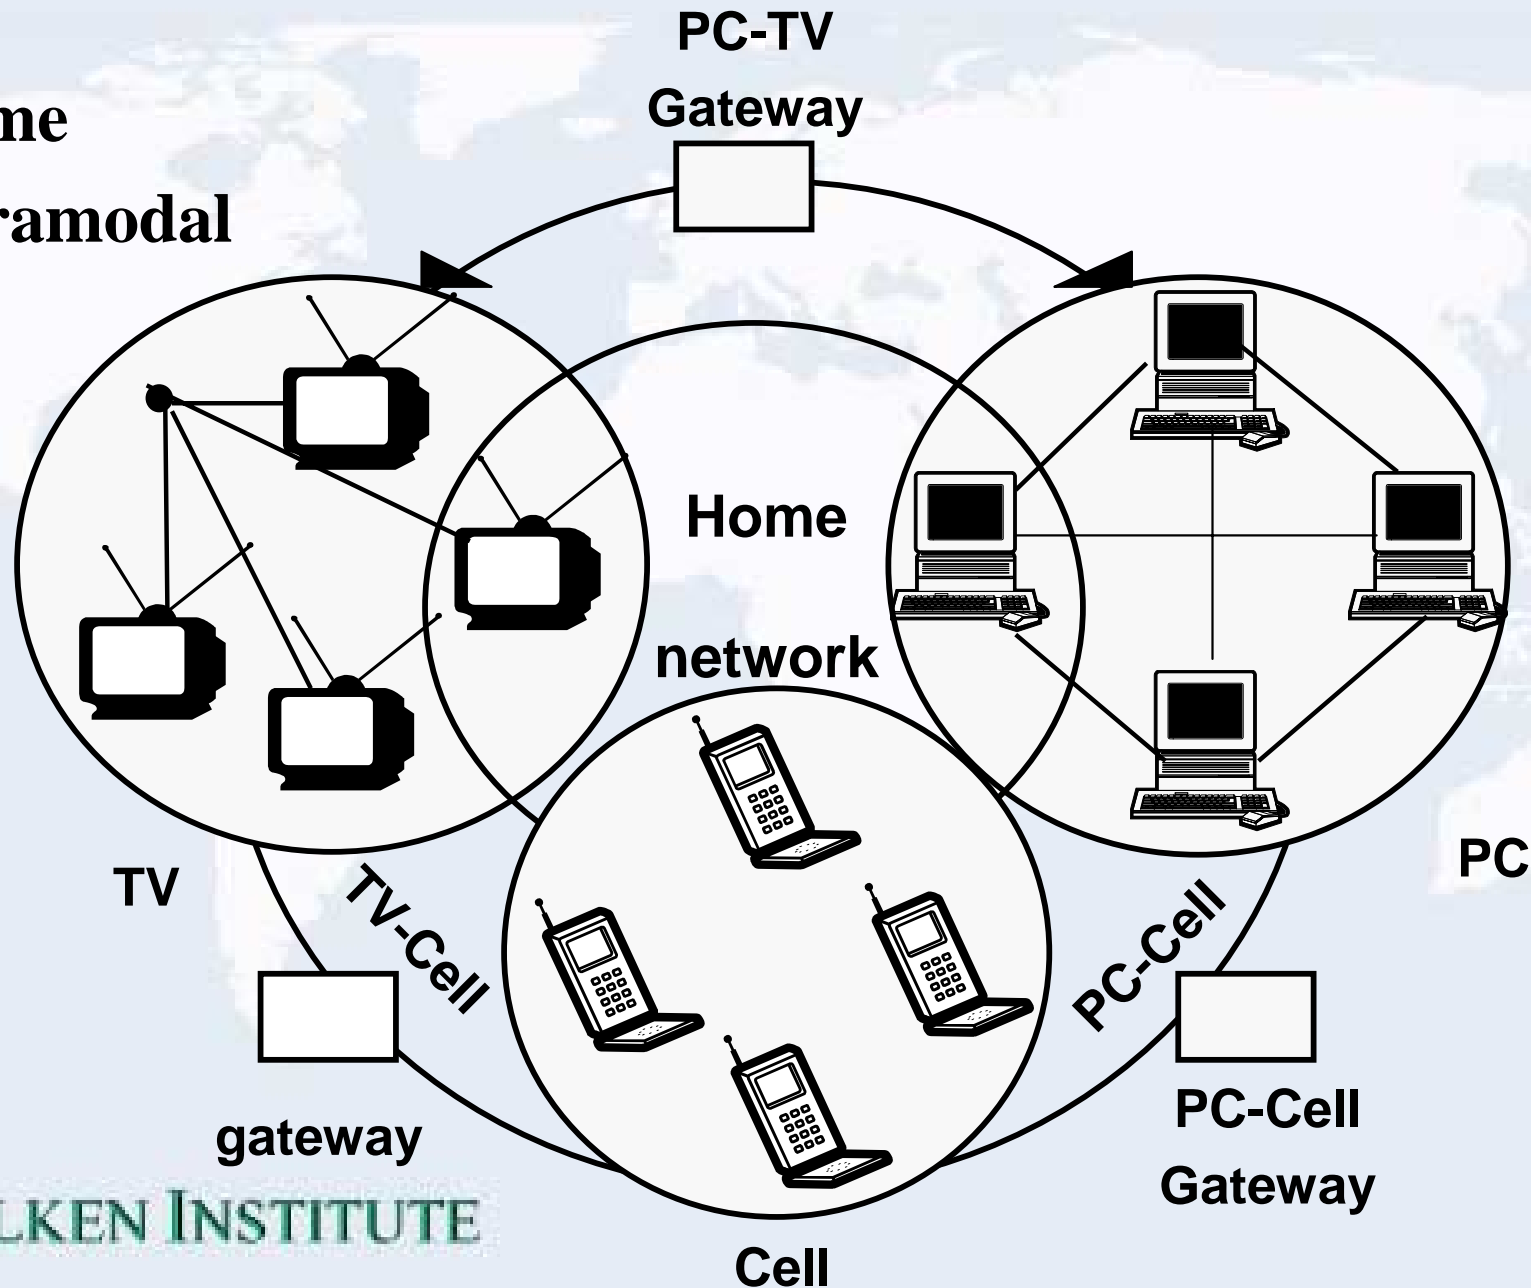 PC-TV
Gateway
me
ramodal
Home
network
TV
PC
TV-Cell
PC-Cell
gateway
PC-Cell
Gateway
LKEN INSTITUTE
Cell